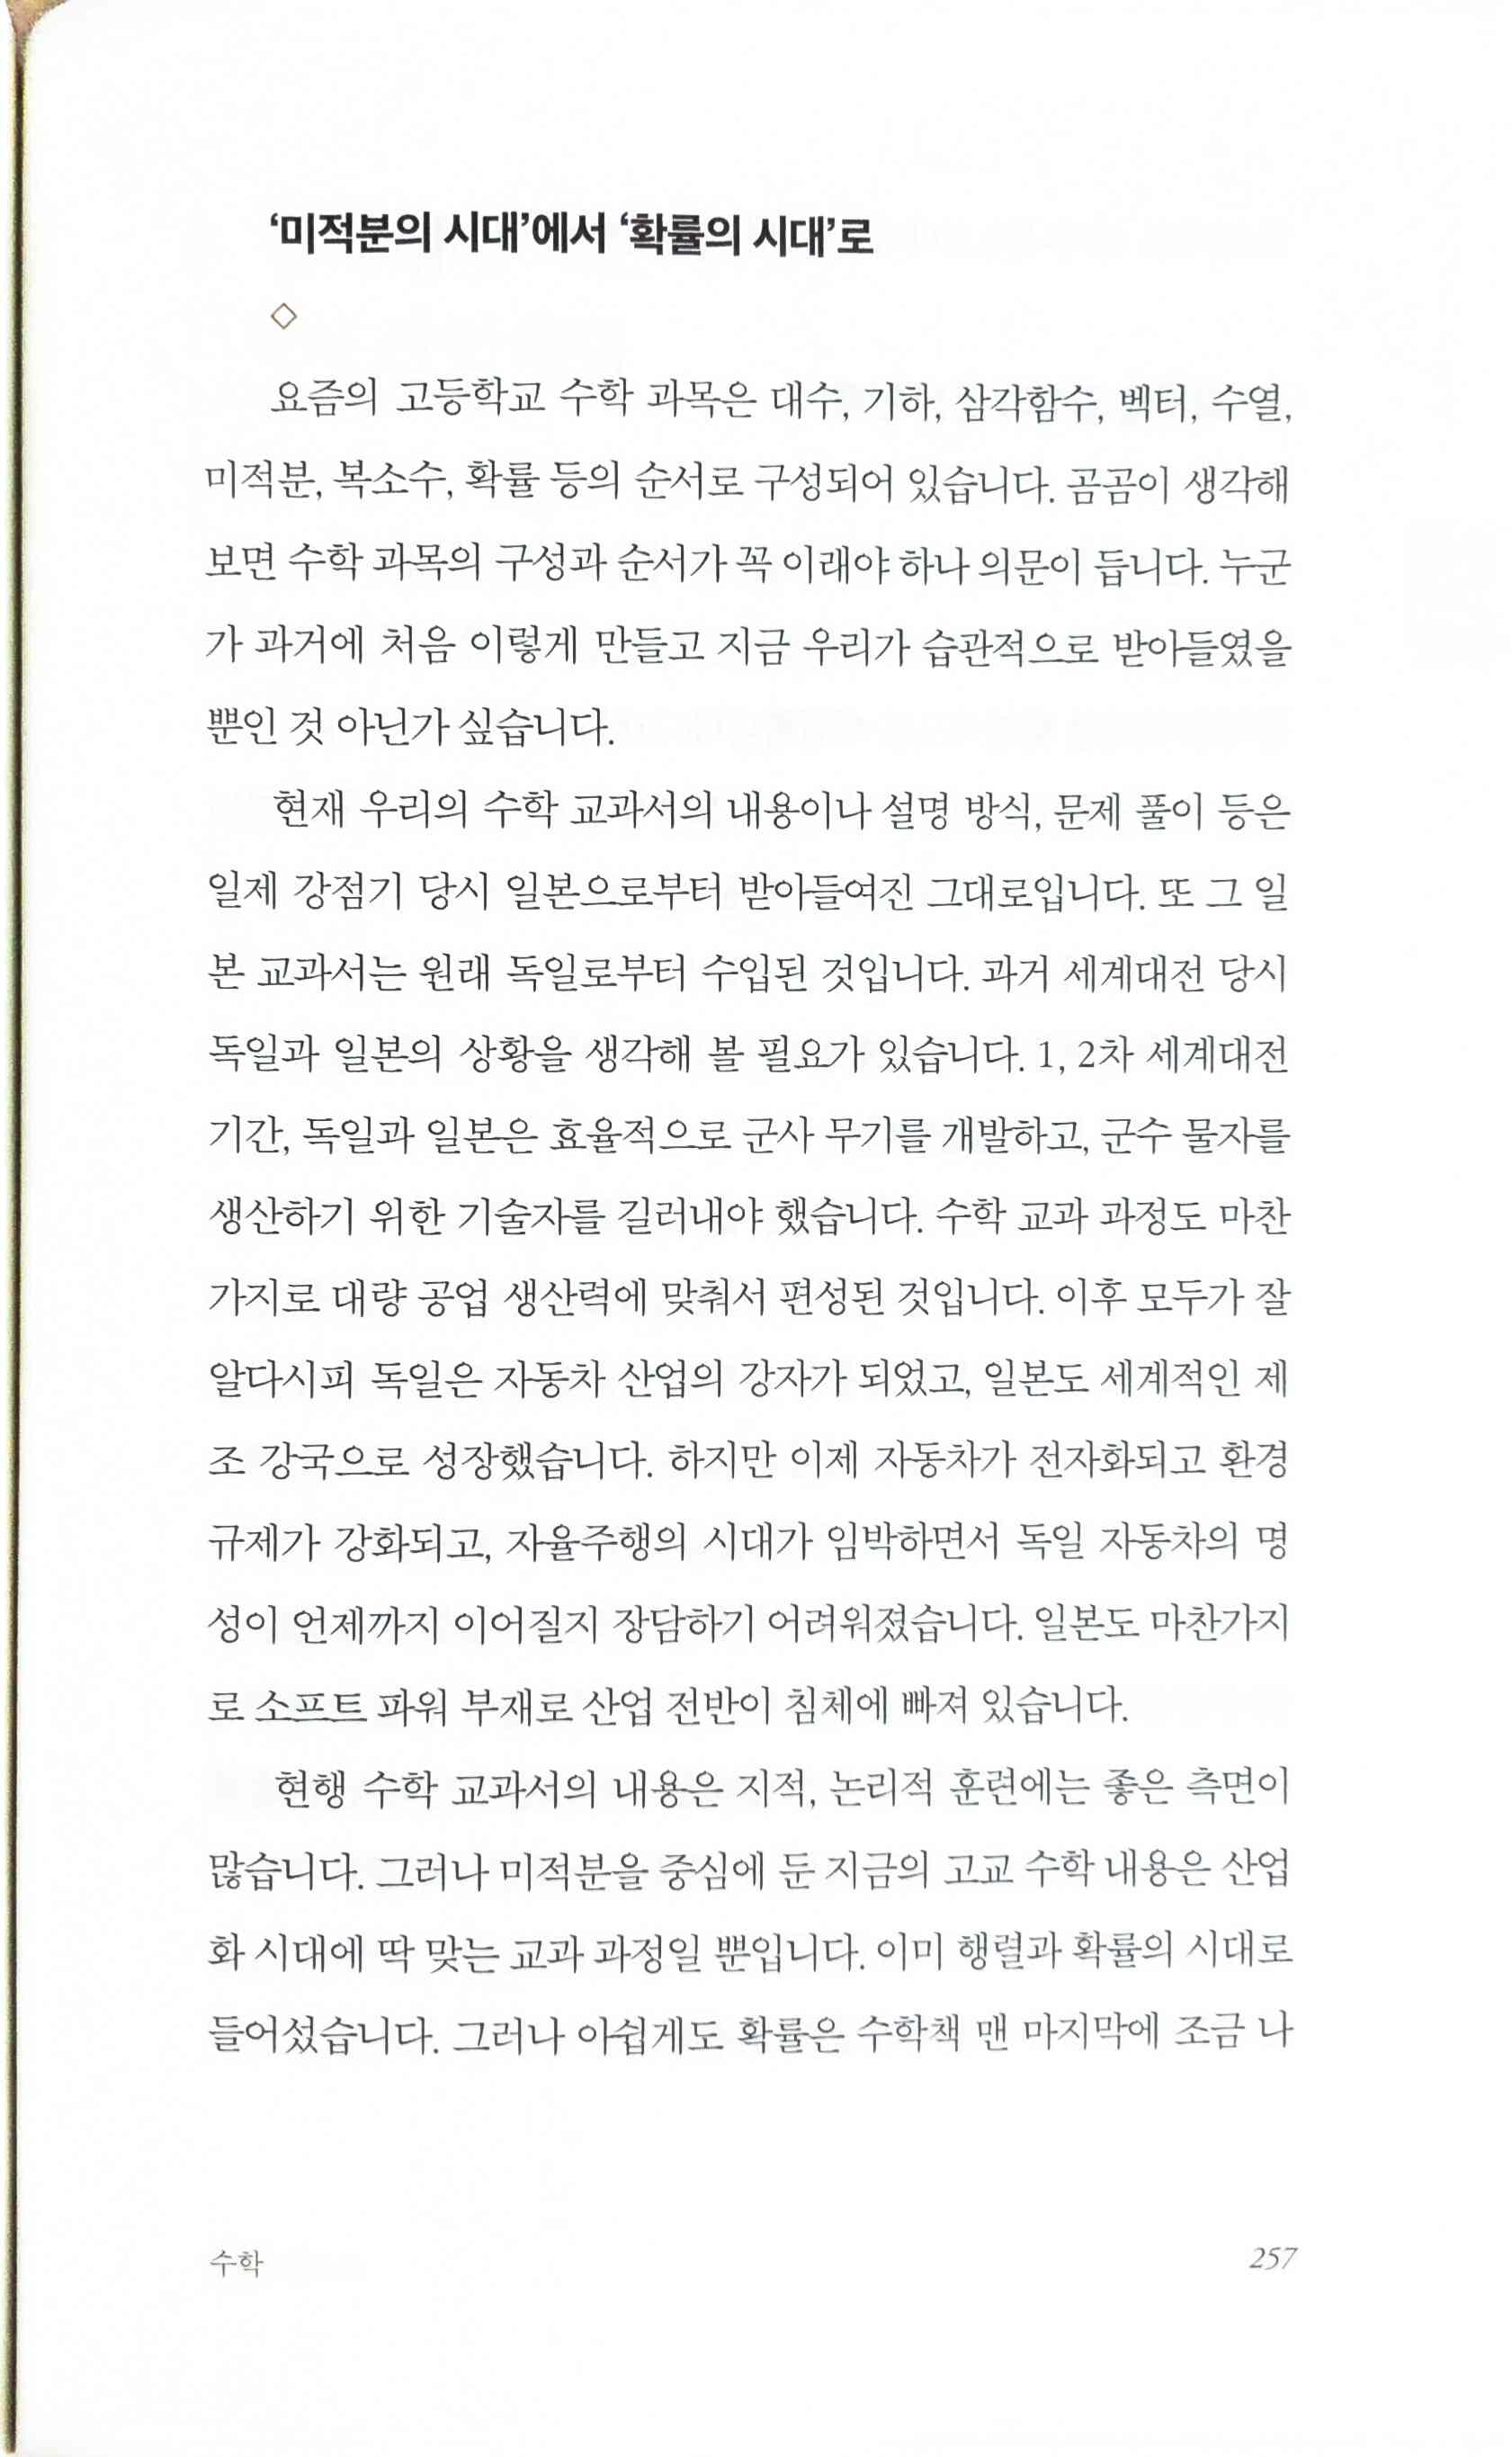 ‘미적분의 시대’에서 ‘확률의 시대’로
요즘의 고등학교 수학 과목은 대수, 기하, 삼각함수, 벡터, 수열,
미적분, 복소수, 확률 등의 순서로 구성되어 있습니다. 곰곰이 생각해
보면 수학 과목의 구성과 순서가 꼭 이래야 하나 의문이 듭니다. 누군
가 과거에 처음 이렇게 만들고 지금 우리가 습관적으로 받아들였을
뿐인 것 아닌가 싶습니다.
현재 우리의 수학 교과서의 내용이나 설명 방식, 문제 풀이 등은
일제 강점기 당시 일본으로부터 받아들여진 그대로입니다. 또 그 일
본 교과서는 원래 독일로부터 수입된 것입니다. 과거 세계대전 당시
독일과 일본의 상황을 생각해 볼 필요가 있습니다. 1, 2차 세계대전
기간, 독일과 일본은 효율적으로 군사 무기를 개발하고, 군수 물자를
생산하기 위한 기술자를 길러내야 했습니다. 수학 교과 과정도 마찬
가지로 대량 공업 생산력에 맞춰서 편성된 것입니다. 이후 모두가 잘
알다시피 독일은 자동차 산업의 강자가 되었고, 일본도 세계적인 제
조 강국으로 성장했습니다. 하지만 이제 자동차가 전자화되고 환경
규제가 강화되고, 자율주행의 시대가 임박하면서 독일 자동차의 명
성이 언제까지 이어질지 장담하기 어려워졌습니다. 일본도 마찬가지
로 소프트 파워 부재로 산업 전반이 침체에 빠져 있습니다.
현행 수학 교과서의 내용은 지적, 논리적 훈련에는 좋은 측면이
많습니다. 그러나 미적분을 중심에 둔 지금의 고교 수학 내용은 산업
화 시대에 딱 맞는 교과 과정일 뿐입니다. 이미 행렬과 확률의 시대로
들어섰습니다. 그러나 아쉽게도 확률은 수학책 맨 마지막에 조금 나
수학
257